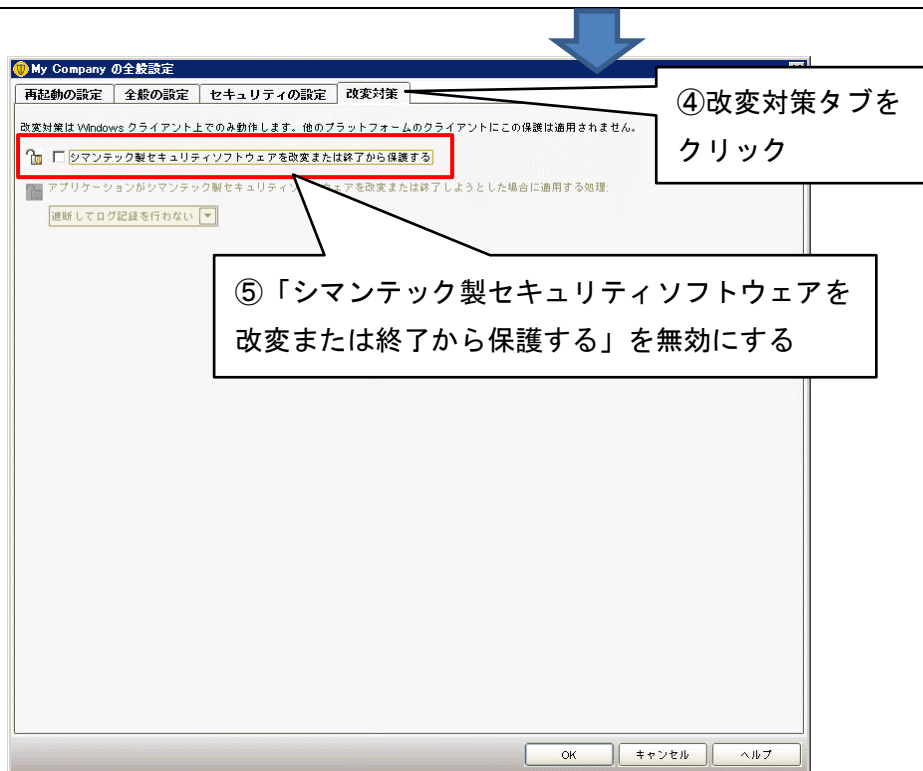 My Company の全般設定
再起動の設定 全般の設定 セキュリティの設定 改変対策
④改変対策タブを
クリック
改変対策は Windows クライアント上でのみ動作します。他のプラットフォームのクライアントにこの保護は適用されません。
シマンテック製セキュリティソフトウェアを改変または終了から保護する
アプリケーションがシマンテック製セキュリティソ ウェアを改変または終了しようとした場合に適用する処理:
遮断してログ記録を行わない
⑤「シマンテック製セキュリティソフトウェアを
改変または終了から保護する」を無効にする
OK キャンセル ヘルプ